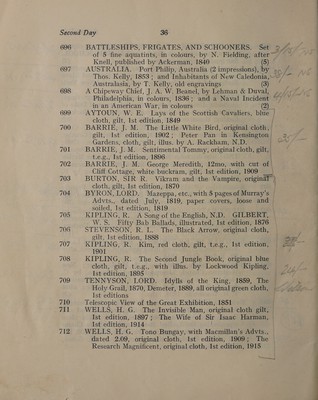 Second Day 36
696 BATTLESHIPS, FRIGATES, AND SCHOONERS. Set
of 5 fine aquatints, in colours, by N. Fielding, after
Knell, published by Ackerman, 1840 (5)
697 AUSTRALIA. Port Philip, Australia (2 impressions), by
Thos. Kelly, 1853; and Inhabitants of New Caledonia,
Australasia, by T. Kelly, old engravings (3)
698 A Chipeway Chief, J. A. W. Beanel, by Lehman & Duval,
Philadelphia, in colours, 1836; and a Naval Incident
in an American War, in colours (2)
699 AYTOUN, W. E. Lays of the Scottish Cavaliers, blue
cloth, gilt, 1st edition, 1849
700 BARRIE, J. M. The Little White Bird, original cloth,
gilt, 1st edition, 1902; Peter Pan in Kensington
Gardens, cloth, gilt, illus. by A. Rackham, N.D.
701 BARRIE, J. M. Sentimental Tommy, original cloth, gilt,
t.e.g., 1st edition, 1896
702 BARRIE, J. M. George Meredith, 12mo, with cut of
Cliff Cottage, white buckram, gilt, 1st edition, 1909
703 BURTON, SIR R. Vikram and the Vampire, original
cloth, gilt, 1st edition, 1870
704 BYRON, LORD. Mazeppa, etc., with 5 pages of Murray's
Advts., dated July, 1819, paper covers, loose and
soiled, 1st edition, 1819
705 KIPLING, R. A Song of the English, N.D. GILBERT,
W. S. Fifty Bab Ballads, illustrated, 1st edition, 1876
706 STEVENSON, R. L. The Black Arrow, original cloth,
gilt, 1st edition, 1888
707 KIPLING, R. Kim, red cloth, gilt, t.e.g., 1st edition,
1901
708 KIPLING, R. The Second Jungle Book, original blue
cloth, gilt, t.e.g., with illus. by Lockwood Kipling,
1st edition, 1895
709 TENNYSON, LORD. Idylls of the King, 1859, The
Holy Grail, 1870, Demeter, 1889, all original green cloth,
1st editions
710 Telescopic View of the Great Exhibition, 1851
711 WELLS, H. G. The Invisible Man, original cloth gilt,
1st edition, 1897; The Wife of Sir Isaac Harman,
1st edition, 1914
712 WELLS, H. G. Tono Bungay, with Macmillan's Advts.,
dated 2.09, original cloth, 1st edition, 1909; The
Research Magnificent, original cloth, 1st edition, 1915